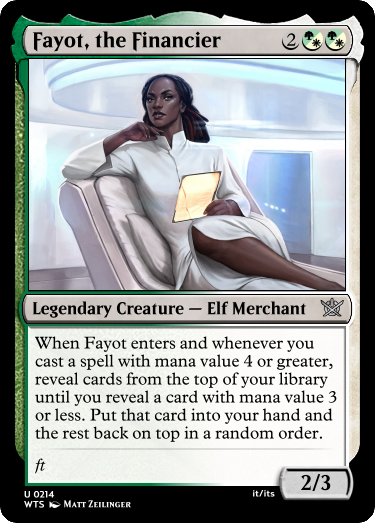 Fayot, the Financier 2
Legendary Creature — Elf Merchant
When Fayot enters and whenever you
cast a spell with mana value 4 or greater,
reveal cards from the top of your library
until you reveal a card with mana value 3
or less. Put that card into your hand and
the rest back on top in a random order.
ft
2/3
U 0214 it/its
WTS Matt Zeilinger